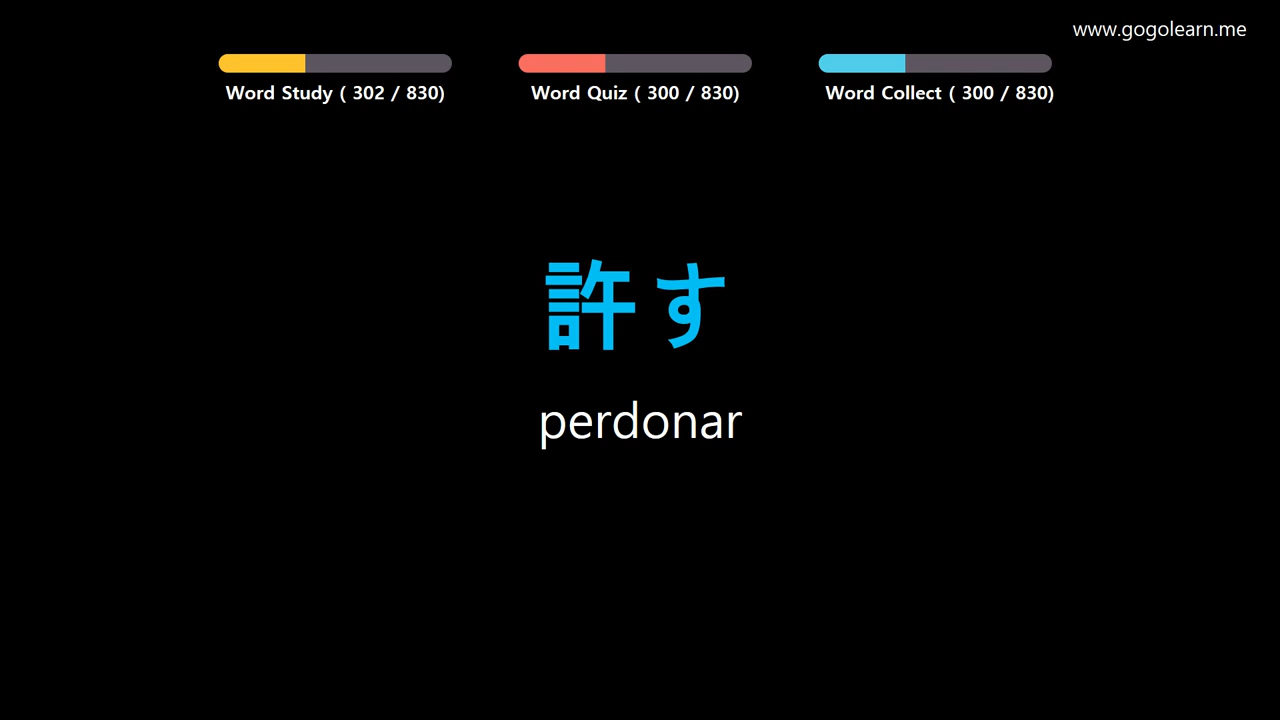 www.gogolearn.me
Word Study ( 302 / 830)
Word Quiz ( 300 / 830)
Word Collect ( 300 / 830)
許す
perdonar